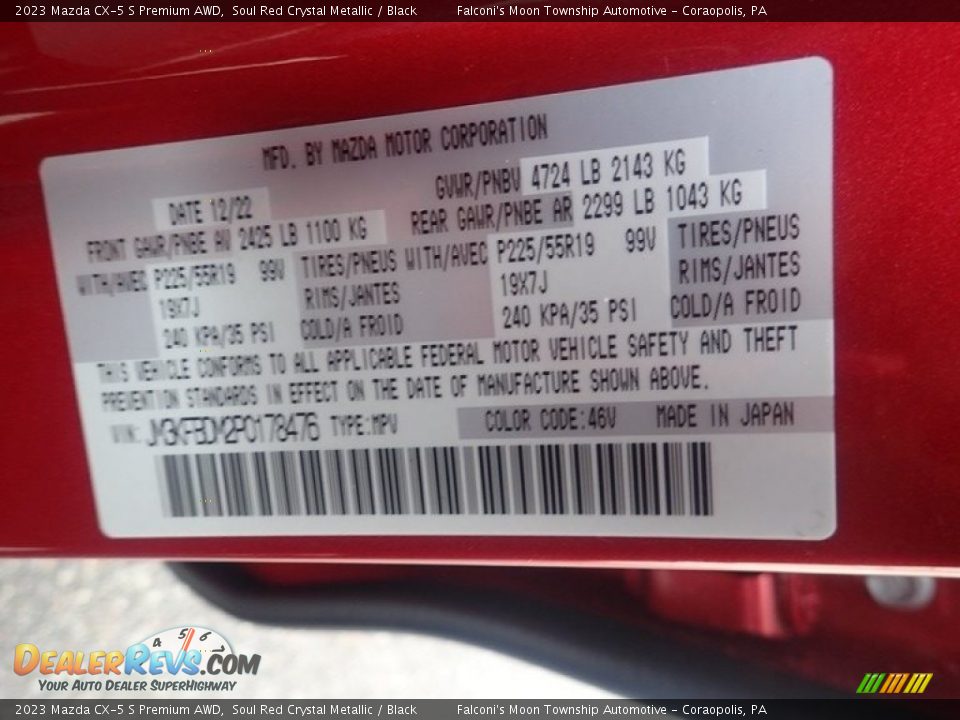 2023 Mazda CX-5 S Premium AWD,  Soul Red Crystal Metallic / Black    Falconi's Moon Township Automotive - Coraopolis, PA
MFD. BY MAZDA MOTOR CORPORATION
DATE 12/22 GVWR/PNBV 4724 LB 2143 KG
FRONT GAWR/PNBE AV 2425 LB 1100 KG REAR GAWR/PNBE AR 2299 LB 1043 KG
WITH/AVEC P225/55R19 99V TIRES/PNEUS WITH/AVEC P225/55R19 99V TIRES/PNEUS
19X7J RIMS/JANTES 19X7J RIMS/JANTES
240 KPA/35 PSI COLD/A FROID 240 KPA/35 PSI COLD/A FROID
THIS VEHICLE CONFORMS TO ALL APPLICABLE FEDERAL MOTOR VEHICLE SAFETY AND THEFT
PREVENTION STANDARDS IN EFFECT ON THE DATE OF MANUFACTURE SHOWN ABOVE.
VIN: JM3KFBDM2P0178476 TYPE:MPV COLOR CODE:46V MADE IN JAPAN
4 5 6
DealerRevs.com
Your Auto Dealer SuperHighway
2023 Mazda CX-5 S Premium AWD,  Soul Red Crystal Metallic / Black    Falconi's Moon Township Automotive - Coraopolis, PA